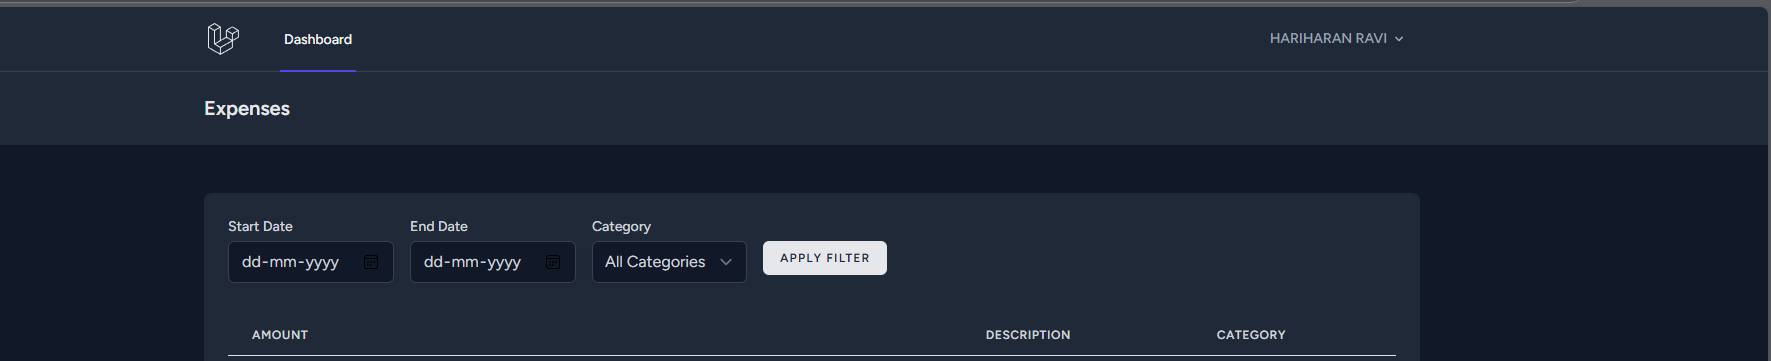 Dashboard HARIHARAN RAVI
Expenses
Start Date End Date Category
dd-mm-yyyy dd-mm-yyyy All Categories APPLY FILTER
AMOUNT DESCRIPTION CATEGORY